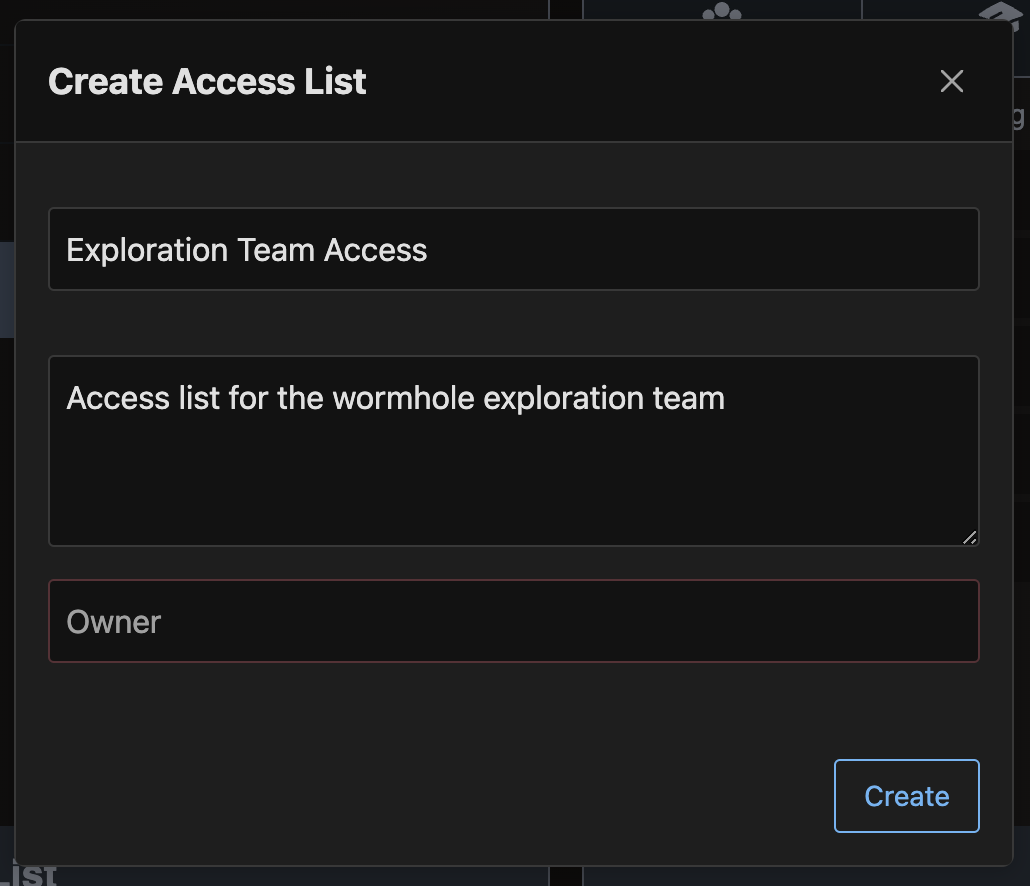 Create Access List
g
Exploration Team Access
Access list for the wormhole exploration team
Owner
Create
List